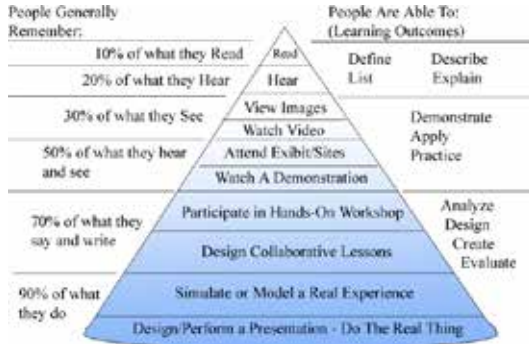 People Generally
Remember:
People Are Able To:
(Learning Outcomes)
10% of what they Read
Read
Define
Describe
20% of what they Hear
Hear
List
Explain
30% of what they See
View Images
Watch Video
Demonstrate
Apply
Practice
50% of what they hear
and see
Attend Exibit/Sites
Watch A Demonstration
70% of what they
say and write
Participate in Hands-On Workshop
Design Collaborative Lessons
Analyze
Design
Create
Evaluate
90% of what
they do
Simulate or Model a Real Experience
Design/Perform a Presentation - Do The Real Thing